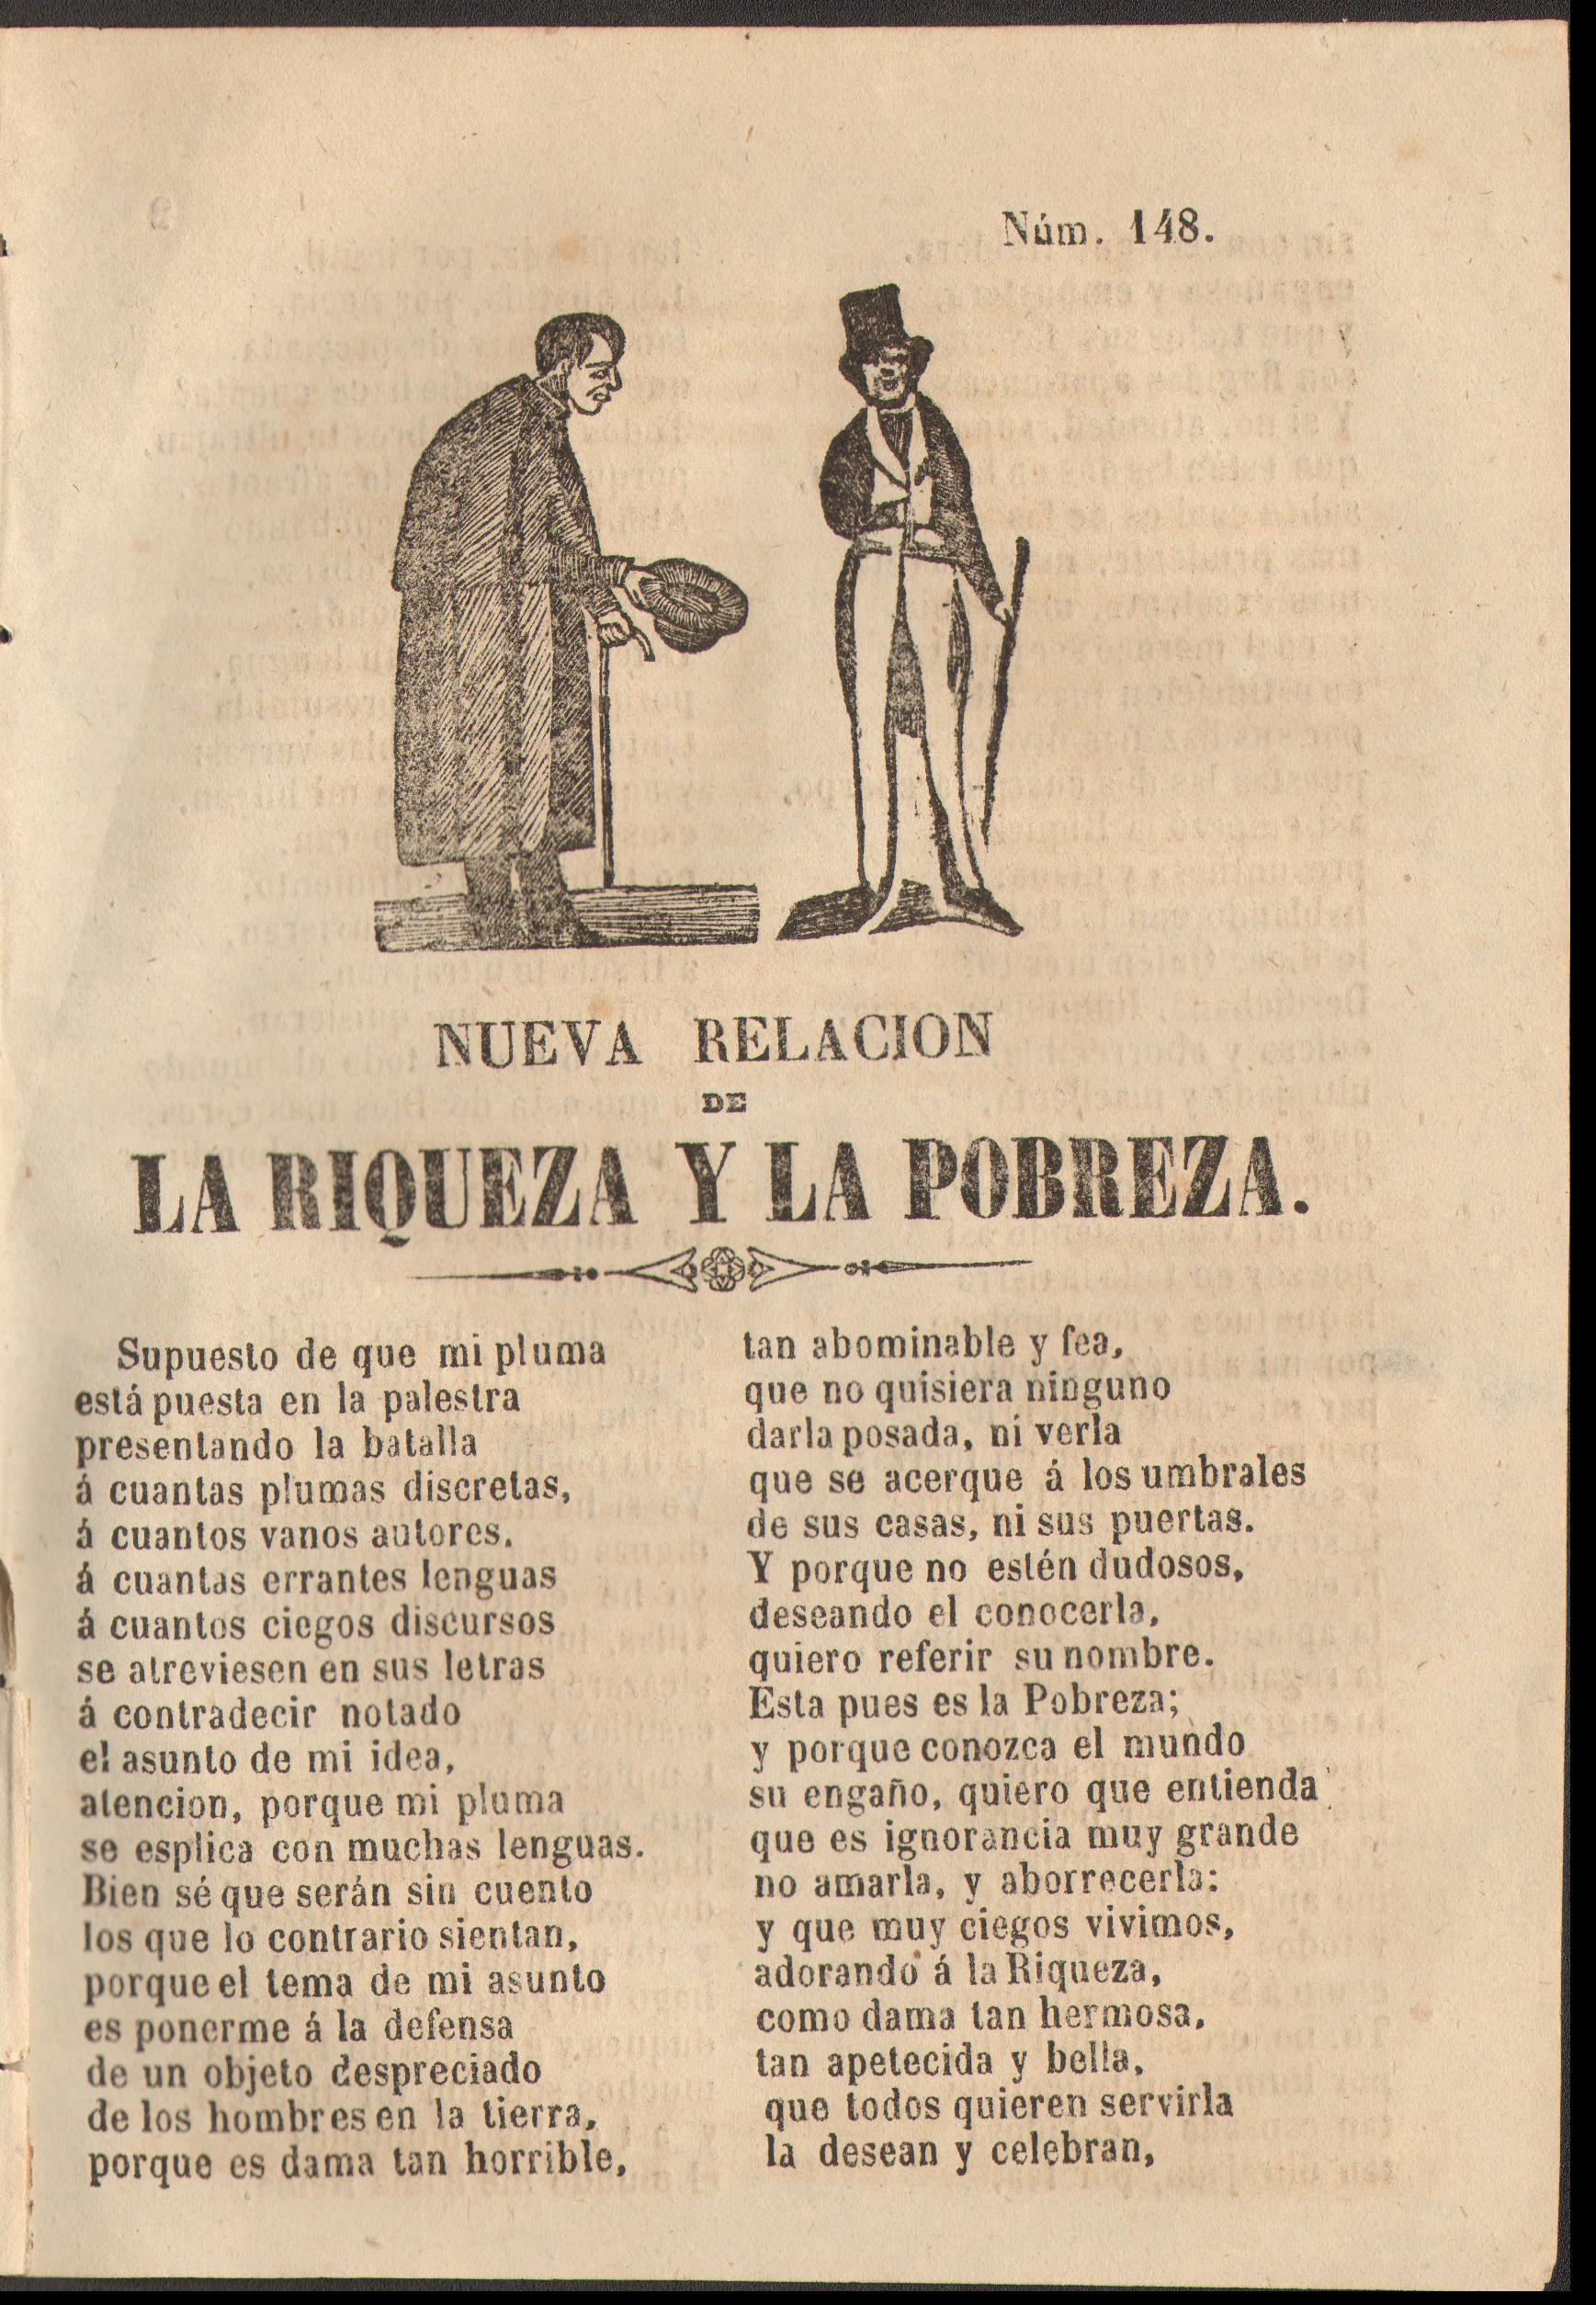 Núm. 148.
NUEVA RELACION
DE
LA RIQUEZA Y LA POBREZA.
Supuesto de que mi pluma
está puesta en la palestra
presentando la batalla
á cuantas plumas discretas,
á cuantos vanos autores.
á cuantas errantes lenguas
á cuantos ciegos discursos
se atreviesen en sus letras
á contradecir notado
el asunto de mi idea,
atencion, porque mi pluma
se esplica con muchas lenguas.
Bien sé que serán sin cuento
los que lo contrario sientan,
porque el tema de mi asunto
es ponerme á la defensa
de un objeto despreciado
de los hombres en la tierra,
porque es dama tan horrible,
tan abominable y fea,
que no quisiera ninguno
darla posada, ni verla
que se acerque á los umbrales
de sus casas, ni sus puertas.
Y porque no estén dudosos,
deseando el conocerla,
quiero referir su nombre.
Esta pues es la Pobreza;
y porque conozca el mundo
su engaño, quiero que entienda
que es ignorancia muy grande
no amarla, y aborrecerla:
y que muy ciegos vivimos,
adorando á la Riqueza,
como dama tan hermosa,
tan apetecida y bella,
que todos quieren servirla
la desean y celebran,